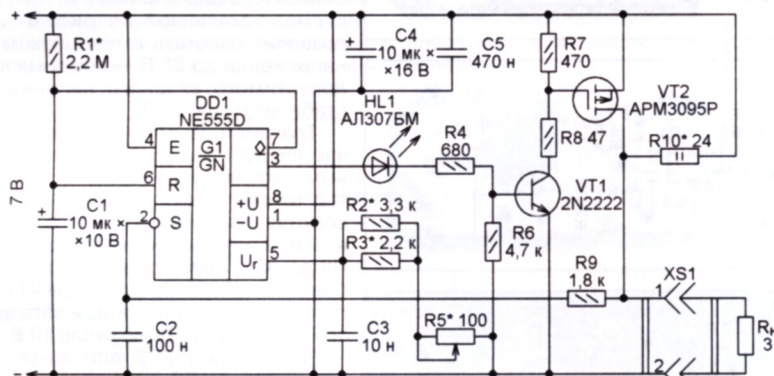 +
R1*
2,2 М
DD1
NE555D
4 E
6 R
2 S
G1
GN
7
3
8 +U
1 −U
5 Ur
7 В
+
C1
10 мк ×
×10 В
C2
100 н
C3
10 н
+
C4
10 мк ×
×16 В
C5
470 н
HL1
АЛ307БМ
R4
680
R2* 3,3 к
R3* 2,2 к
R5* 100
R6
4,7 к
R7
470
R8 47
VT1
2N2222
VT2
APM3095P
R10* 24
R9
1,8 к
XS1
1
2
3
−